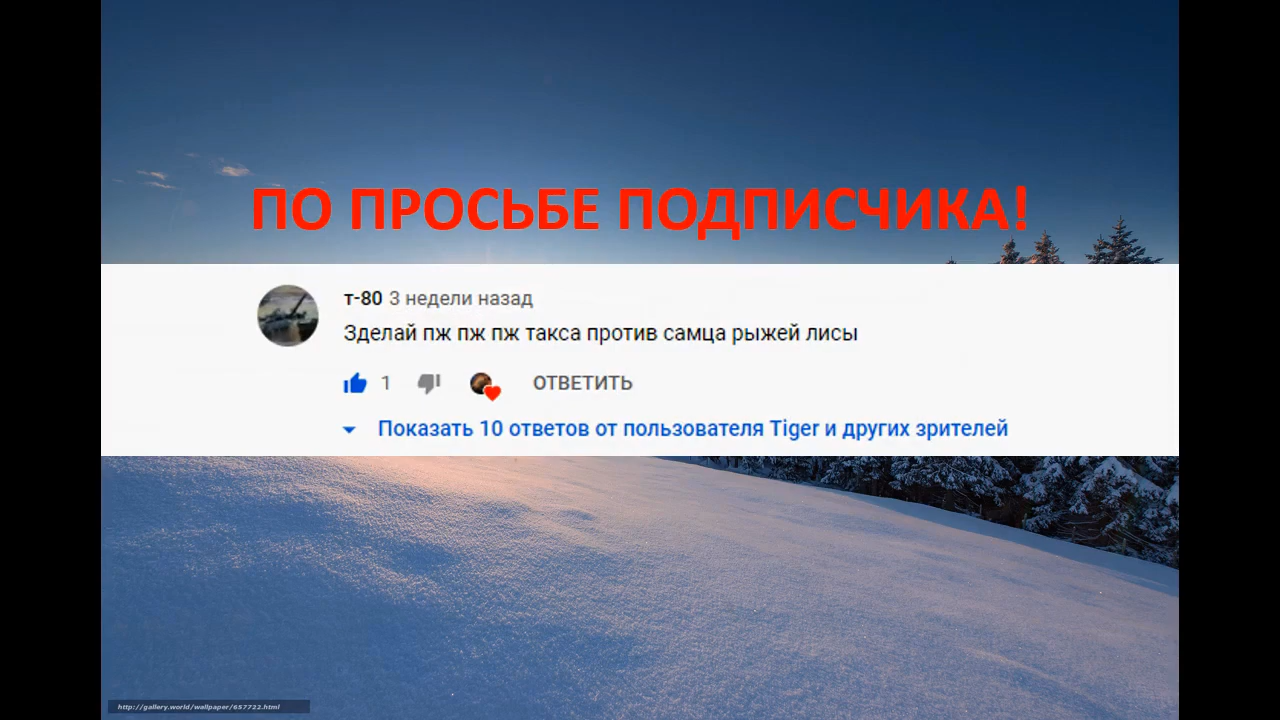 ПО ПРОСЬБЕ ПОДПИСЧИКА!
т-80 3 недели назад
Зделай пж пж пж такса против самца рыжей лисы
1 ОТВЕТИТЬ
Показать 10 ответов от пользователя Tiger и других зрителей
http://gallery.world/wallpaper/657722.html